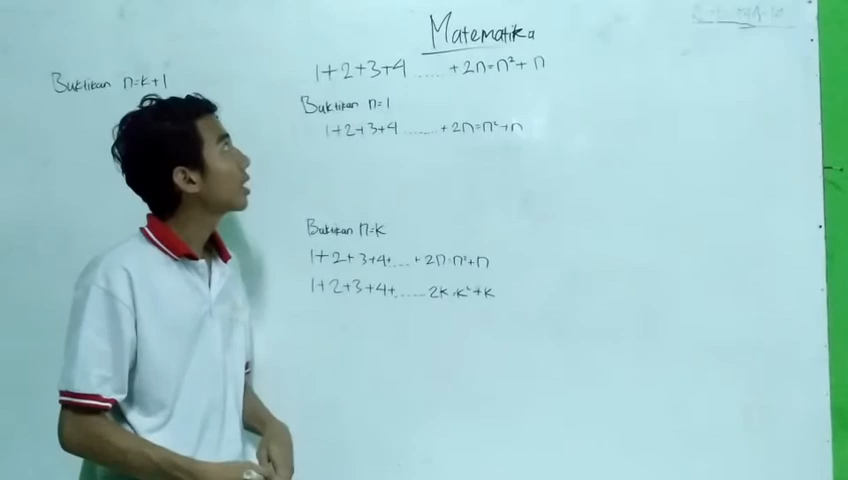 Matematika
1+2+3+4 ...... +2n=n²+n
Buktikan n=1
1+2+3+4 ....... +2n=n²+n
Buktikan n=k
1+2+3+4+.... +2n=n²+n
1+2+3+4+...... 2k=k²+k
Buktikan n=k+1